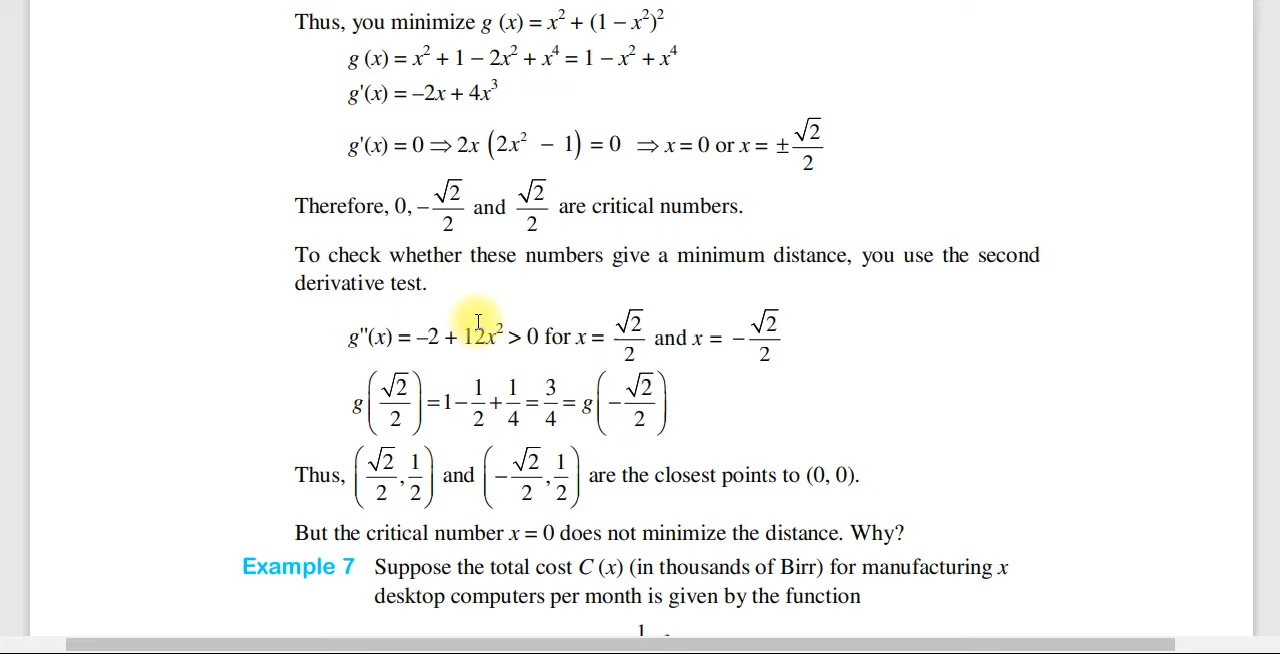 Thus, you minimize g (x) = x² + (1 – x²)²
g (x) = x² + 1 – 2x² + x⁴ = 1 – x² + x⁴
g'(x) = –2x + 4x³
g'(x) = 0 ⇒ 2x (2x² – 1) = 0 ⇒ x = 0 or x = ± √2/2
Therefore, 0, – √2/2 and √2/2 are critical numbers.
To check whether these numbers give a minimum distance, you use the second
derivative test.
g"(x) = –2 + 12x² > 0 for x = √2/2 and x = – √2/2
g(√2/2) = 1 – 1/2 + 1/4 = 3/4 = g(– √2/2)
Thus, (√2/2, 1/2) and (– √2/2, 1/2) are the closest points to (0, 0).
But the critical number x = 0 does not minimize the distance. Why?
Example 7 Suppose the total cost C (x) (in thousands of Birr) for manufacturing x
desktop computers per month is given by the function
1